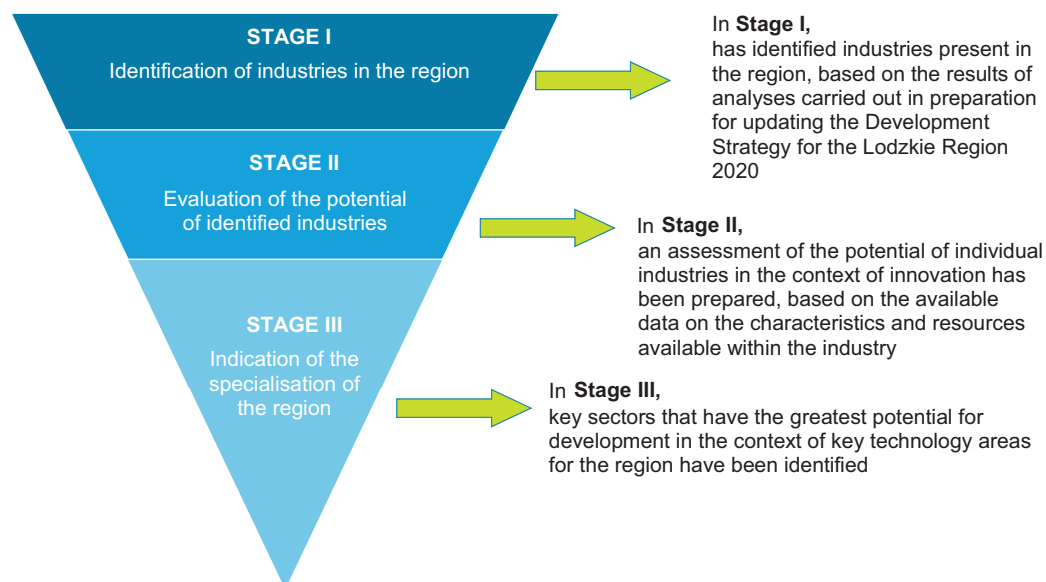 STAGE I
Identification of industries in the region
In Stage I,
has identified industries present in
the region, based on the results of
analyses carried out in preparation
for updating the Development
Strategy for the Lodzkie Region
2020
STAGE II
Evaluation of the potential
of identified industries
In Stage II,
an assessment of the potential of individual
industries in the context of innovation has
been prepared, based on the available
data on the characteristics and resources
available within the industry
STAGE III
Indication of the
specialisation of
the region
In Stage III,
key sectors that have the greatest potential for
development in the context of key technology areas
for the region have been identified